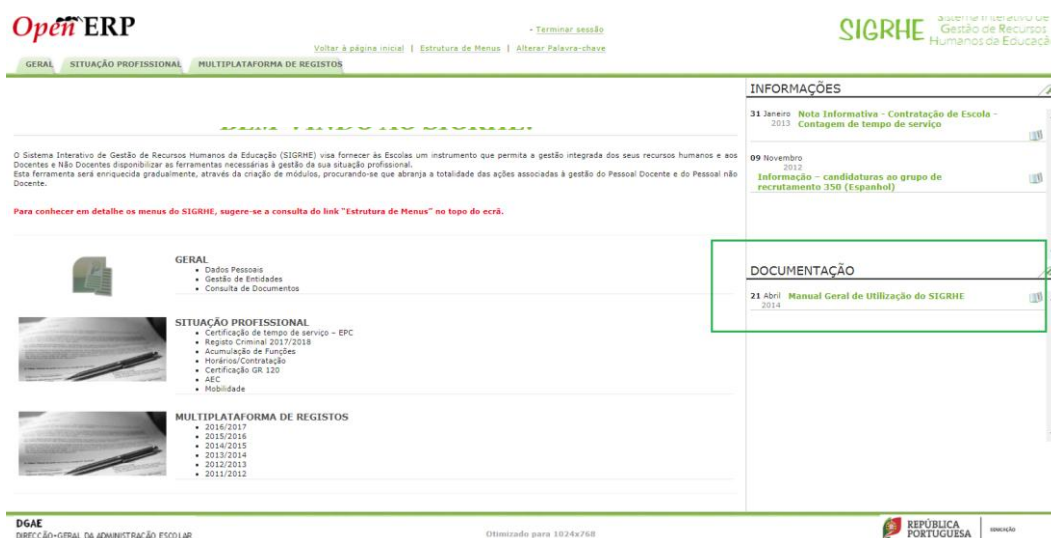 Open ERP
- Terminar sessão
Voltar à página inicial | Estrutura de Menus | Alterar Palavra-chave
SIGRHE
Sistema Interativo de
Gestão de Recursos
Humanos da Educaçã
GERAL SITUAÇÃO PROFISSIONAL MULTIPLATAFORMA DE REGISTOS
BEM-VINDO AO SIGRHE!
O Sistema Interativo de Gestão de Recursos Humanos da Educação (SIGRHE) visa fornecer às Escolas um instrumento que permita a gestão integrada dos seus recursos humanos e aos
Docentes e Não Docentes disponibilizar as ferramentas necessárias à gestão da sua situação profissional.
Esta ferramenta será enriquecida gradualmente, através da criação de módulos, procurando-se que abranja a totalidade das ações associadas à gestão do Pessoal Docente e do Pessoal não
Docente.
Para conhecer em detalhe os menus do SIGRHE, sugere-se a consulta do link "Estrutura de Menus" no topo do ecrã.
GERAL
• Dados Pessoais
• Gestão de Entidades
• Consulta de Documentos
SITUAÇÃO PROFISSIONAL
• Certificação de tempo de serviço – EPC
• Registo Criminal 2017/2018
• Acumulação de Funções
• Horários/Contratação
• Certificação GR 120
• AEC
• Mobilidade
MULTIPLATAFORMA DE REGISTOS
• 2016/2017
• 2015/2016
• 2014/2015
• 2013/2014
• 2012/2013
• 2011/2012
INFORMAÇÕES
31 Janeiro Nota Informativa - Contratação de Escola -
2013 Contagem de tempo de serviço
09 Novembro
2012
Informação – candidaturas ao grupo de
recrutamento 350 (Espanhol)
DOCUMENTAÇÃO
21 Abril Manual Geral de Utilização do SIGRHE
2014
DGAE
DIRECÇÃO-GERAL DA ADMINISTRAÇÃO ESCOLAR
Otimizado para 1024x768
REPÚBLICA
PORTUGUESA
EDUCAÇÃO